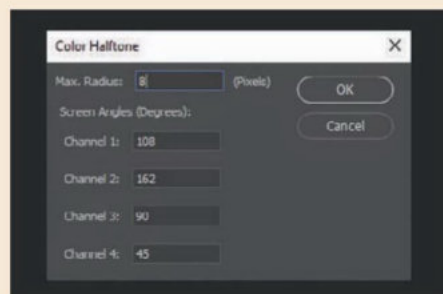 Color Halftone
Max. Radius: 8 (Pixels)
OK
Screen Angles (Degrees):
Cancel
Channel 1: 108
Channel 2: 162
Channel 3: 90
Channel 4: 45